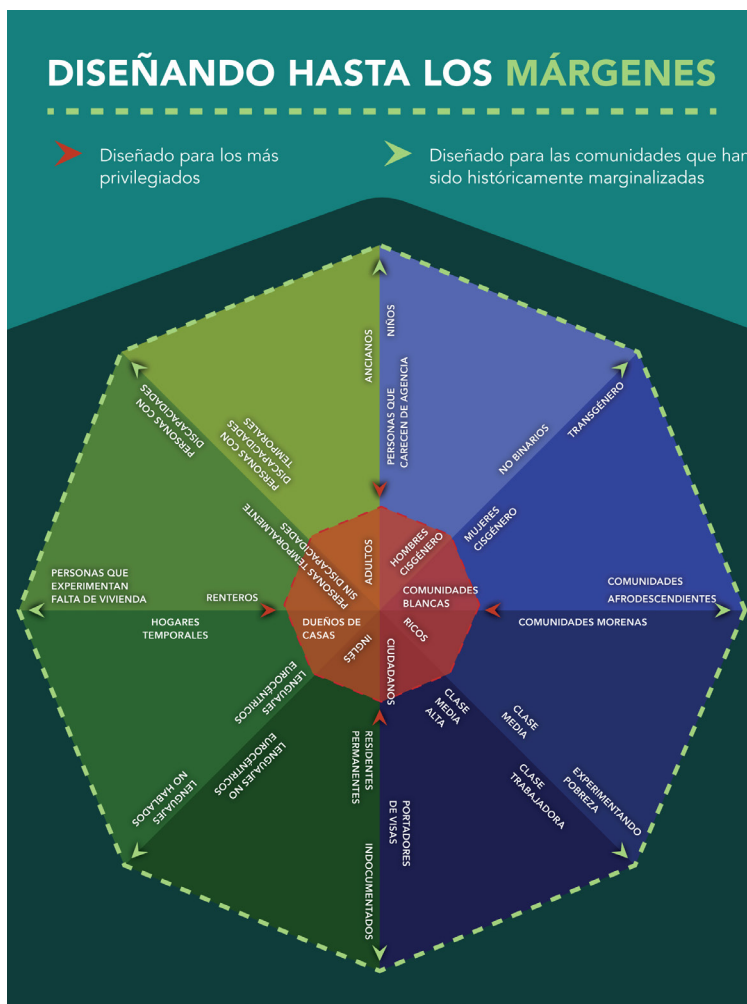 DISEÑANDO HASTA LOS MÁRGENES
Diseñado para los más
privilegiados
Diseñado para las comunidades que han
sido históricamente marginalizadas
ANCIANOS
NIÑOS
PERSONAS QUE
CARECEN DE AGENCIA
ADULTOS
TRANSGÉNERO
NO BINARIOS
MUJERES
CISGÉNERO
HOMBRES
CISGÉNERO
COMUNIDADES
AFRODESCENDIENTES
COMUNIDADES MORENAS
COMUNIDADES
BLANCAS
RICOS
CLASE
MEDIA
ALTA
CLASE
MEDIA
CLASE
TRABAJADORA
EXPERIMENTANDO
POBREZA
CIUDADANOS
RESIDENTES
PERMANENTES
PORTADORES
DE VISAS
INDOCUMENTADOS
INGLÉS
LENGUAJES
EUROCÉNTRICOS
LENGUAJES NO
EUROCÉNTRICOS
LENGUAJES
NO HABLADOS
DUEÑOS DE
CASAS
RENTEROS
HOGARES
TEMPORALES
PERSONAS QUE
EXPERIMENTAN
FALTA DE VIVIENDA
PERSONAS TEMPORALMENTE
SIN DISCAPACIDADES
PERSONAS CON
DISCAPACIDADES
TEMPORALES
PERSONAS CON
DISCAPACIDADES